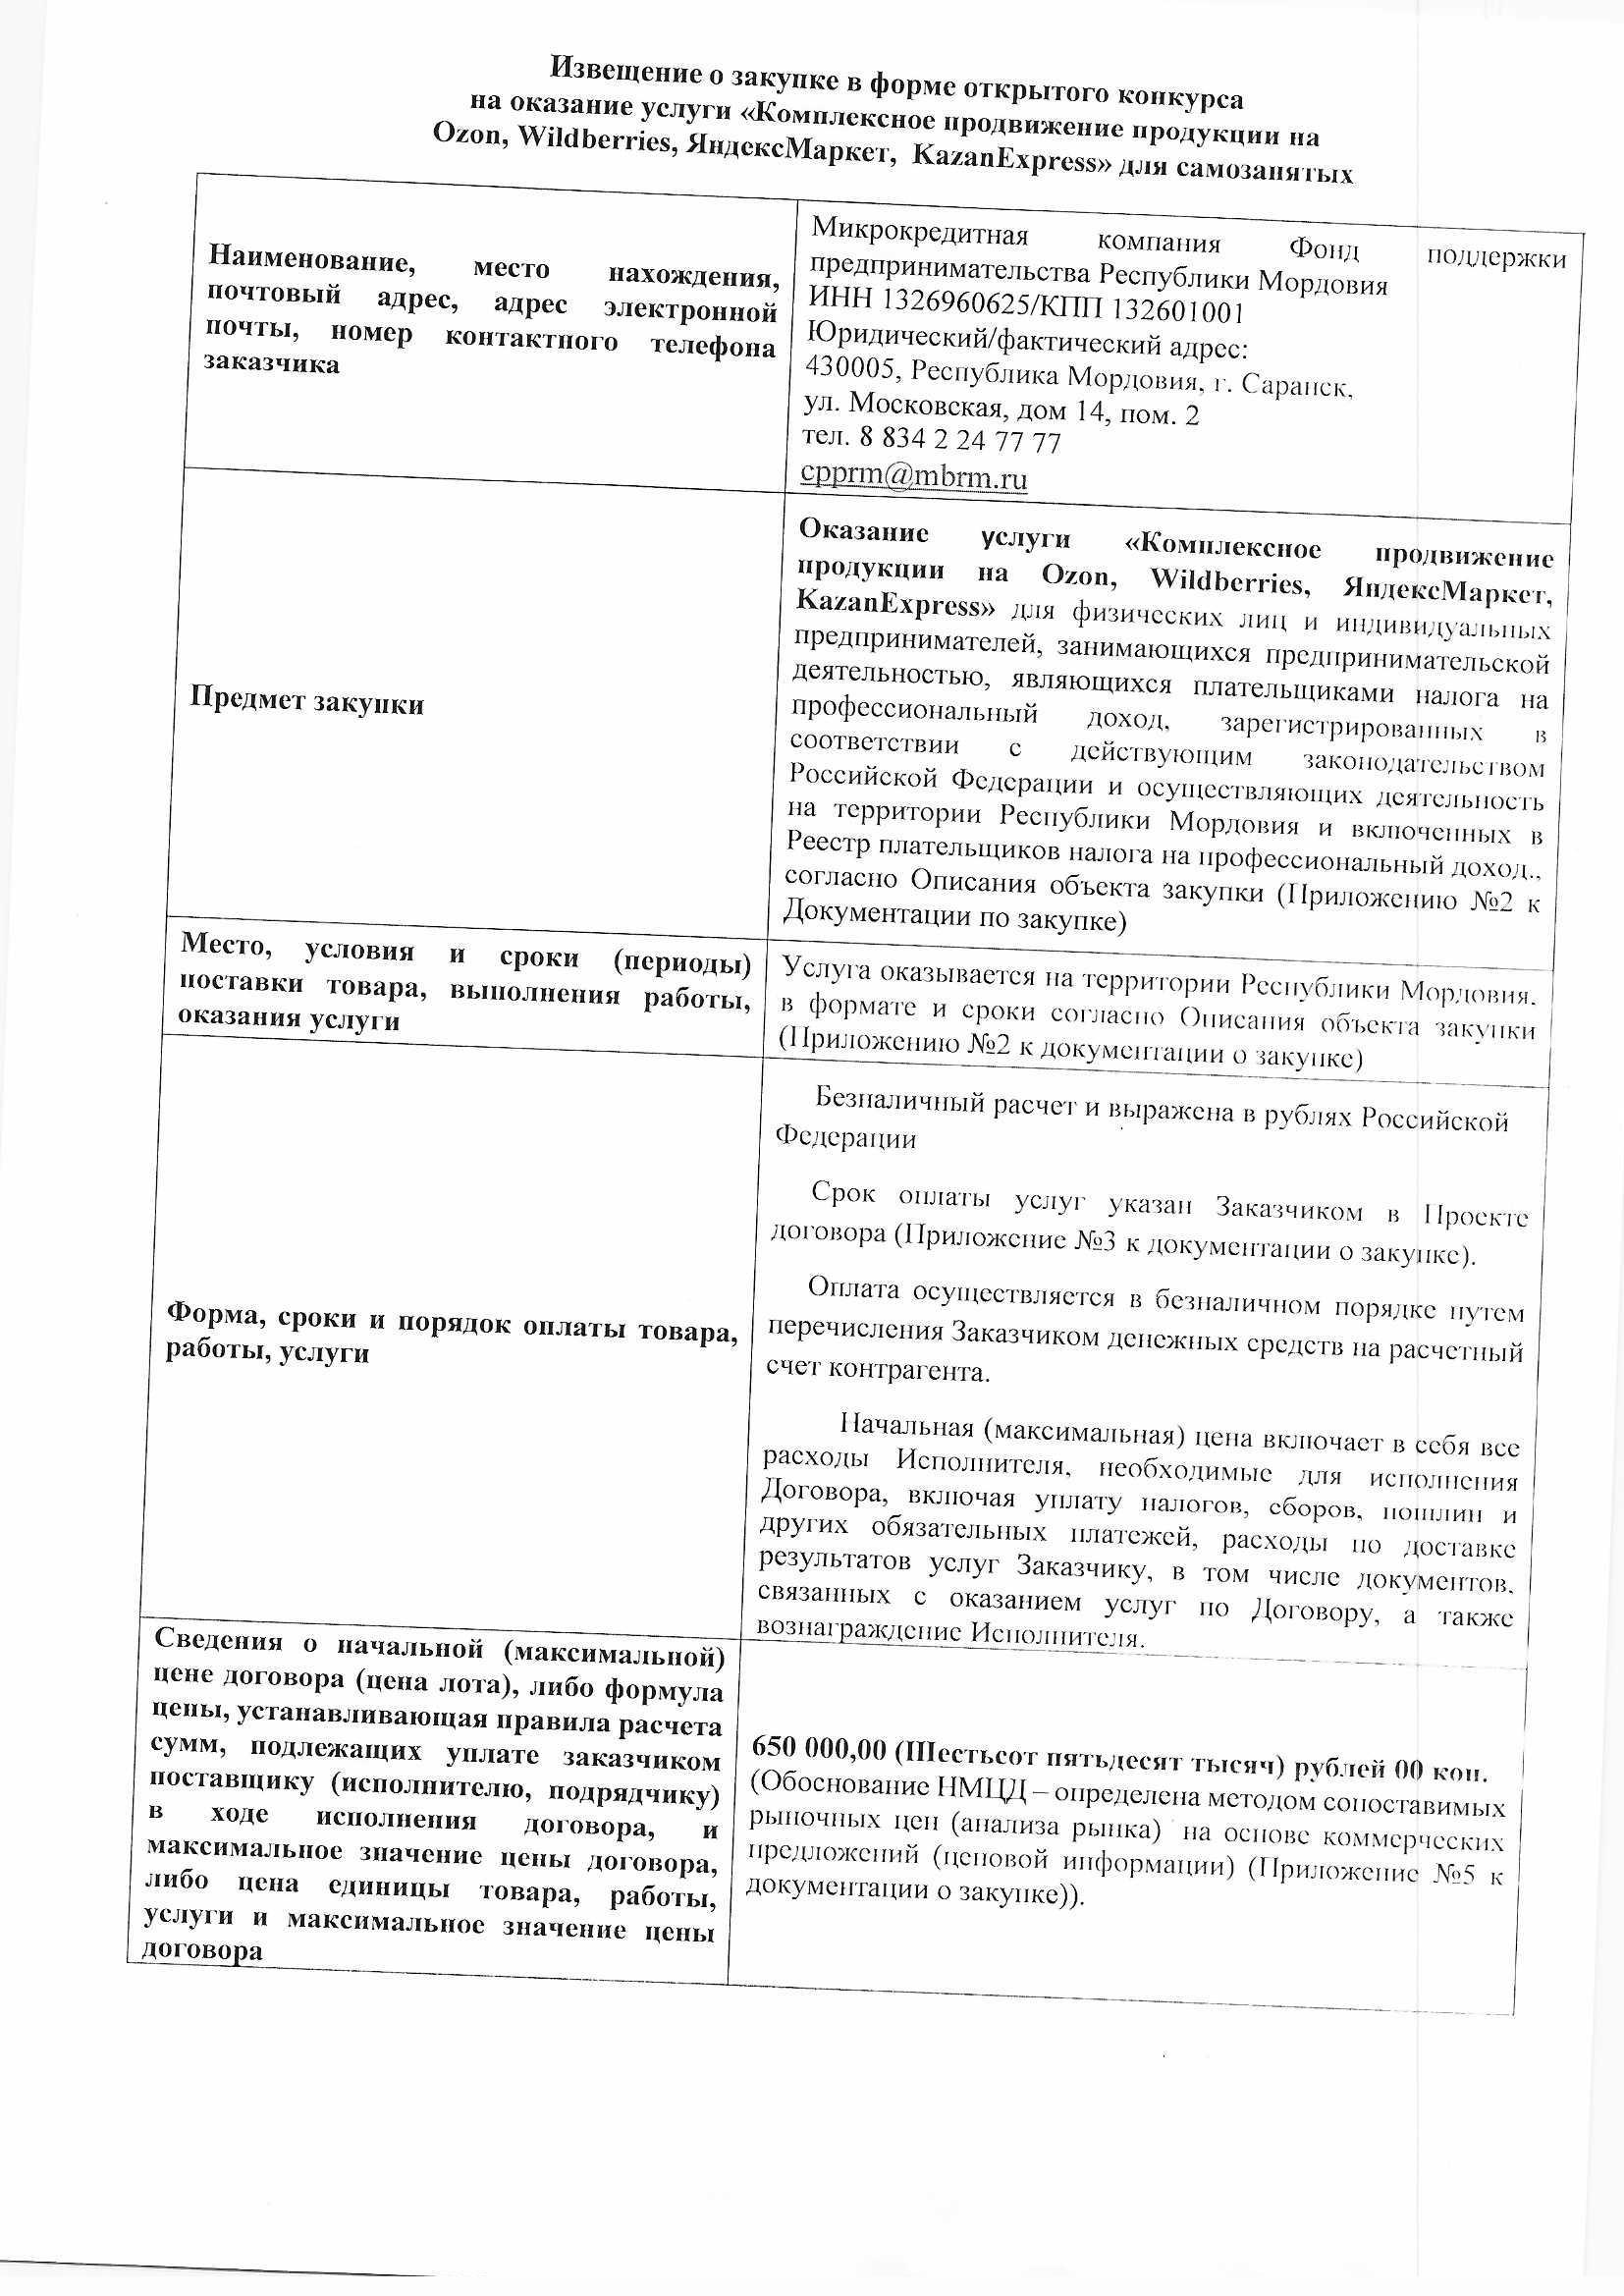 Извещение о закупке в форме открытого конкурса
на оказание услуги «Комплексное продвижение продукции на
Ozon, Wildberries, ЯндексМаркет, KazanExpress» для самозанятых
Наименование, место нахождения,
почтовый адрес, адрес электронной
почты, номер контактного телефона
заказчика
Микрокредитная компания Фонд поддержки
предпринимательства Республики Мордовия
ИНН 1326960625/КПП 132601001
Юридический/фактический адрес:
430005, Республика Мордовия, г. Саранск,
ул. Московская, дом 14, пом. 2
тел. 8 834 2 24 77 77
cpprm@mbrm.ru
Предмет закупки
Оказание услуги «Комплексное продвижение
продукции на Ozon, Wildberries, ЯндексМаркет,
KazanExpress» для физических лиц и индивидуальных
предпринимателей, занимающихся предпринимательской
деятельностью, являющихся плательщиками налога на
профессиональный доход, зарегистрированных в
соответствии с действующим законодательством
Российской Федерации и осуществляющих деятельность
на территории Республики Мордовия и включенных в
Реестр плательщиков налога на профессиональный доход.,
согласно Описания объекта закупки (Приложению №2 к
Документации по закупке)
Место, условия и сроки (периоды)
поставки товара, выполнения работы,
оказания услуги
Услуга оказывается на территории Республики Мордовия.
в формате и сроки согласно Описания объекта закупки
(Приложению №2 к документации о закупке)
Форма, сроки и порядок оплаты товара,
работы, услуги
Безналичный расчет и выражена в рублях Российской
Федерации
Срок оплаты услуг указан Заказчиком в Проекте
договора (Приложение №3 к документации о закупке).
Оплата осуществляется в безналичном порядке путем
перечисления Заказчиком денежных средств на расчетный
счет контрагента.
Начальная (максимальная) цена включает в себя все
расходы Исполнителя, необходимые для исполнения
Договора, включая уплату налогов, сборов, пошлин и
других обязательных платежей, расходы по доставке
результатов услуг Заказчику, в том числе документов,
связанных с оказанием услуг по Договору, а также
вознаграждение Исполнителя.
Сведения о начальной (максимальной)
цене договора (цена лота), либо формула
цены, устанавливающая правила расчета
сумм, подлежащих уплате заказчиком
поставщику (исполнителю, подрядчику)
в ходе исполнения договора, и
максимальное значение цены договора,
либо цена единицы товара, работы,
услуги и максимальное значение цены
договора
650 000,00 (Шестьсот пятьдесят тысяч) рублей 00 коп.
(Обоснование НМЦД – определена методом сопоставимых
рыночных цен (анализа рынка) на основе коммерческих
предложений (ценовой информации) (Приложение №5 к
документации о закупке)).